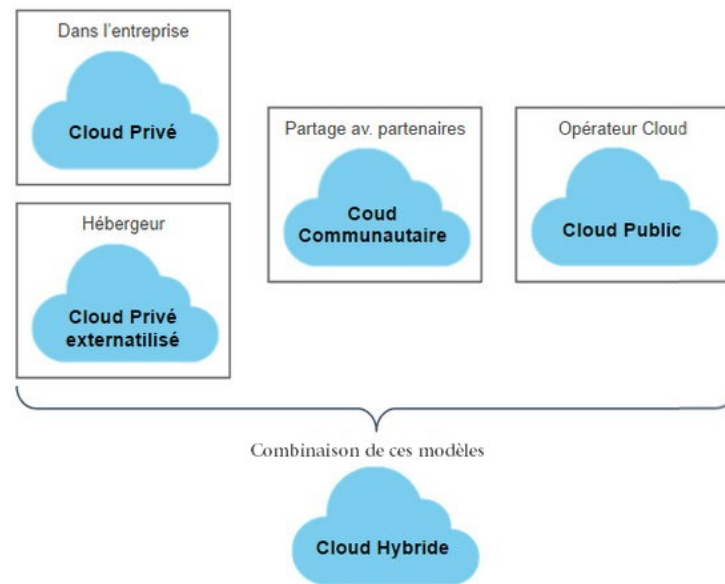 Dans l'entreprise
Cloud Privé
Hébergeur
Cloud Privé
externatilisé
Partage av. partenaires
Coud
Communautaire
Opérateur Cloud
Cloud Public
Combinaison de ces modèles
Cloud Hybride